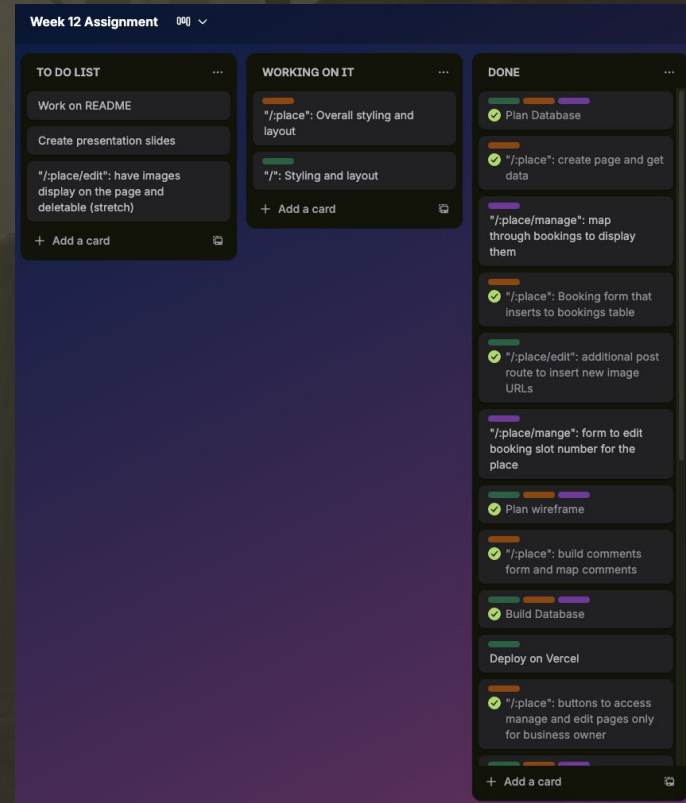 Week 12 Assignment
TO DO LIST
Work on README
Create presentation slides
"/:place/edit": have images
display on the page and
deletable (stretch)
+ Add a card
WORKING ON IT
"/:place": Overall styling and
layout
"/": Styling and layout
+ Add a card
DONE
Plan Database
"/:place": create page and get
data
"/:place/manage": map
through bookings to display
them
"/:place": Booking form that
inserts to bookings table
"/:place/edit": additional post
route to insert new image
URLs
"/:place/mange": form to edit
booking slot number for the
place
Plan wireframe
"/:place": build comments
form and map comments
Build Database
Deploy on Vercel
"/:place": buttons to access
manage and edit pages only
for business owner
+ Add a card